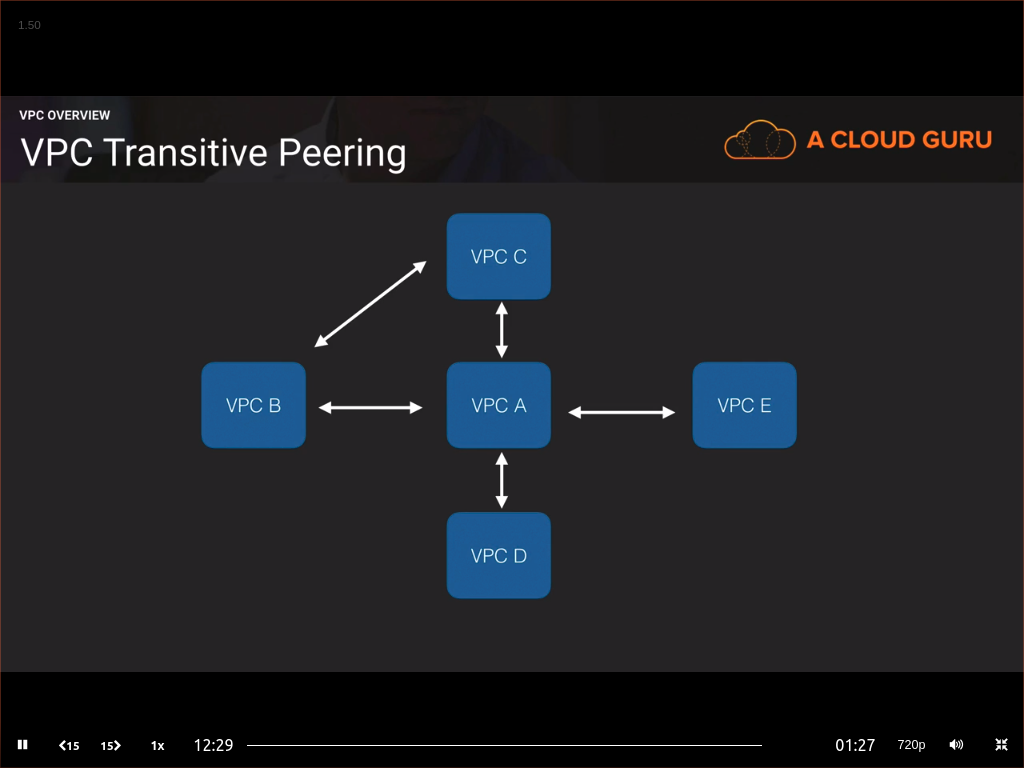 1.50
VPC OVERVIEW
VPC Transitive Peering
A CLOUD GURU
VPC C
VPC B
VPC A
VPC E
VPC D
15
15
1x
12:29
01:27
720p